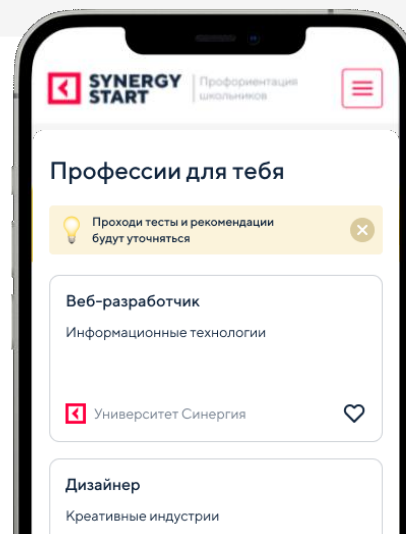 SYNERGY
START
Профориентация
школьников
Профессии для тебя
Проходи тесты и рекомендации
будут уточняться
Веб-разработчик
Информационные технологии
Университет Синергия
Дизайнер
Креативные индустрии